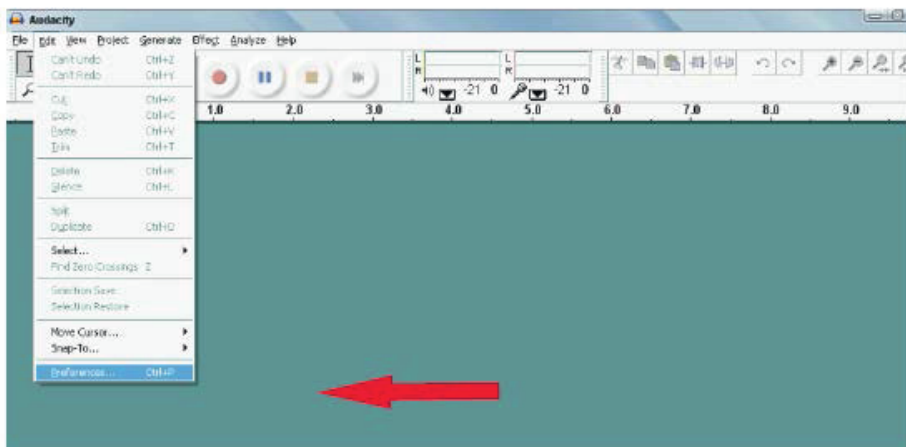 Audacity
File Edit View Project Generate Effect Analyze Help
Can't Undo Ctrl+Z
Can't Redo Ctrl+Y
Cut Ctrl+X
Copy Ctrl+C
Paste Ctrl+V
Trim Ctrl+T
Delete Ctrl+K
Silence Ctrl+L
Split
Duplicate Ctrl+D
Select...
Find Zero Crossings Z
Selection Save
Selection Restore
Move Cursor...
Snap-To...
Preferences... Ctrl+P
L
R
-21 0
L
R
-21 0
1.0 2.0 3.0 4.0 5.0 6.0 7.0 8.0 9.0